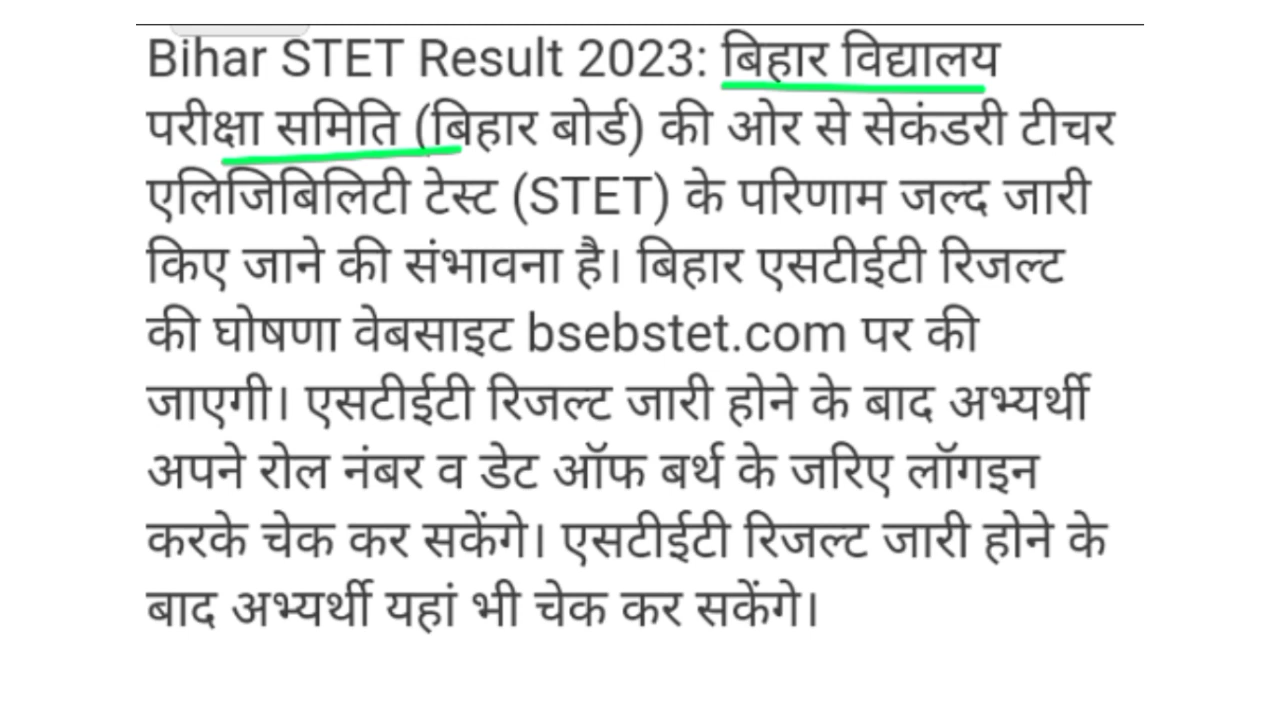 Bihar STET Result 2023: बिहार विद्यालय
परीक्षा समिति (बिहार बोर्ड) की ओर से सेकंडरी टीचर
एलिजिबिलिटी टेस्ट (STET) के परिणाम जल्द जारी
किए जाने की संभावना है। बिहार एसटीईटी रिजल्ट
की घोषणा वेबसाइट bsebstet.com पर की
जाएगी। एसटीईटी रिजल्ट जारी होने के बाद अभ्यर्थी
अपने रोल नंबर व डेट ऑफ बर्थ के जरिए लॉगइन
करके चेक कर सकेंगे। एसटीईटी रिजल्ट जारी होने के
बाद अभ्यर्थी यहां भी चेक कर सकेंगे।